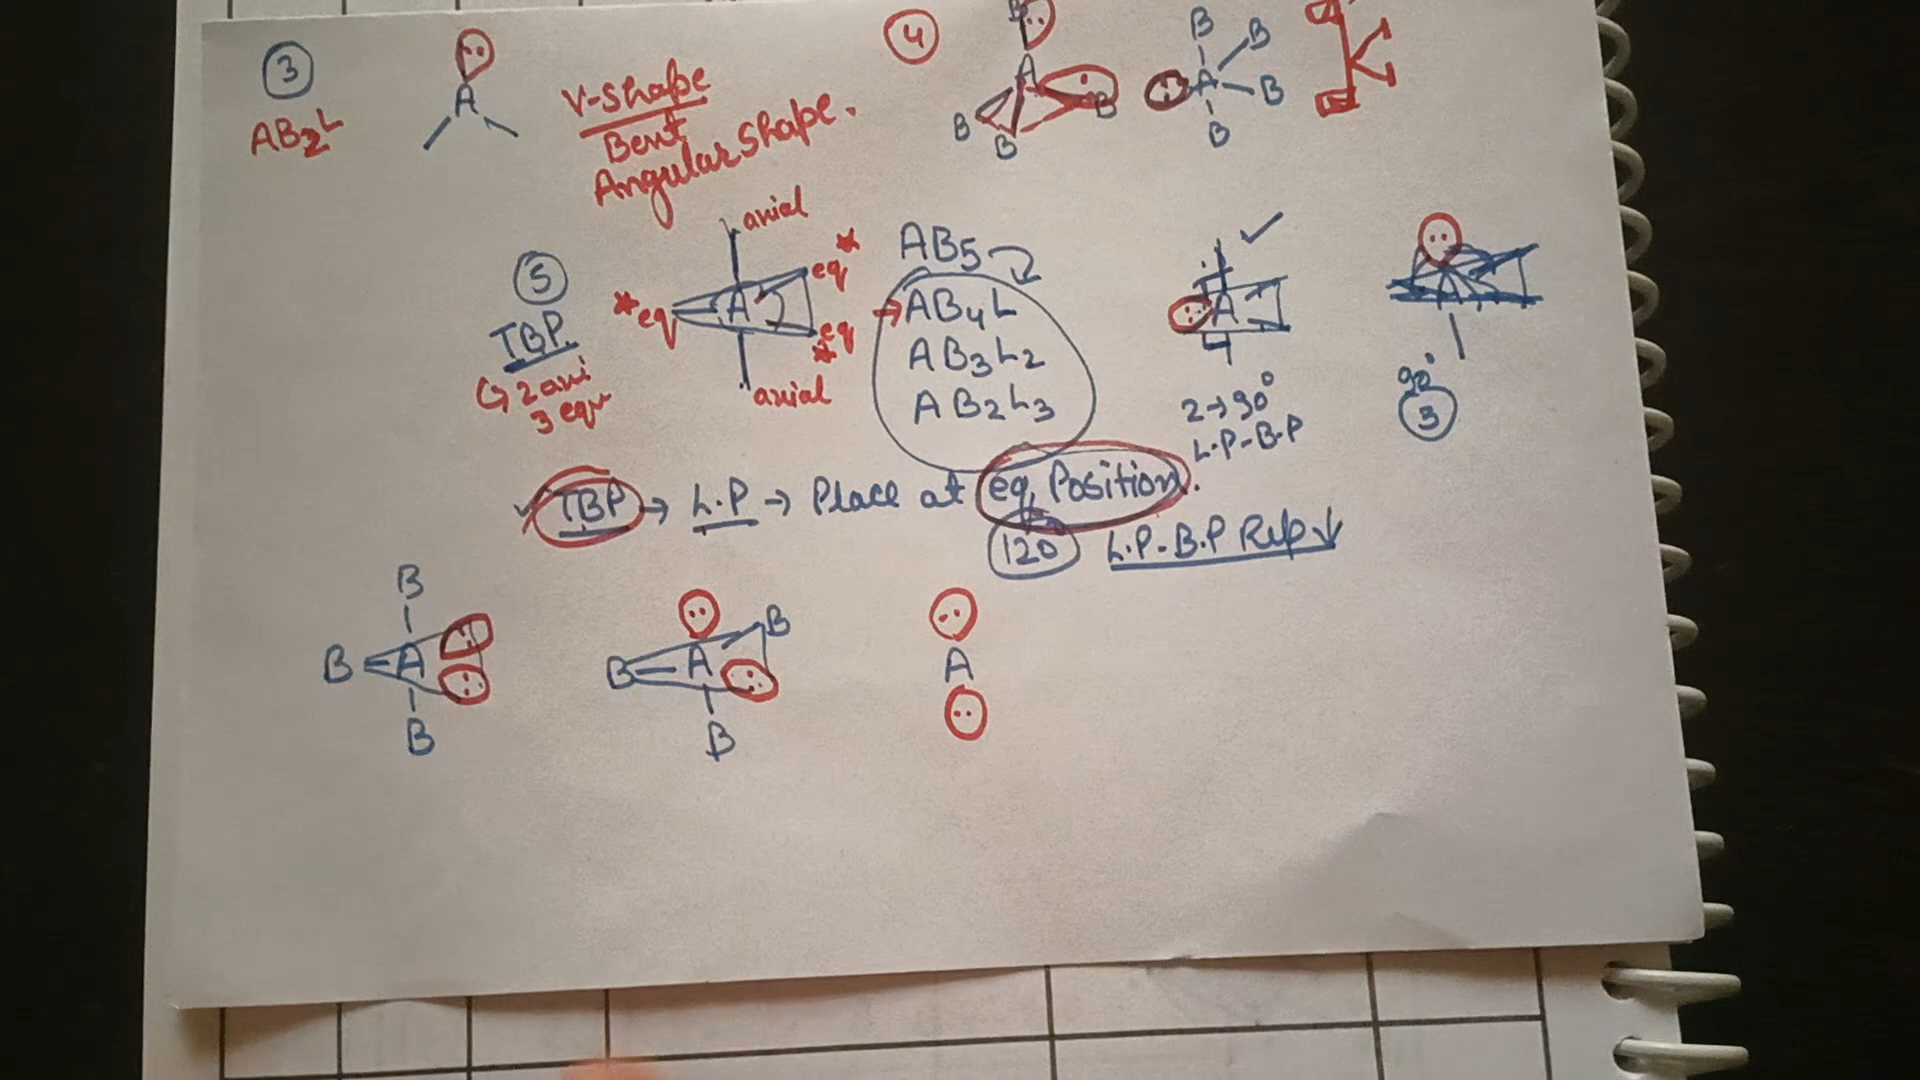 3
AB2L
A
V-Shape
Bent
Angular Shape.
4
B
A
B
B
B
B
B
A
B
B
5
TBP
↳ 2 axi
3 equ
axial
eq
A
eq
eq
axial
AB5
→ AB4L
AB3L2
AB2L3
A
2→90°
L.P-B.P
A
90°
3
✓ TBP → L.P → Place at eq. Position.
120 L.P-B.P Rep↓
B
B A
B
A B
B
B
A